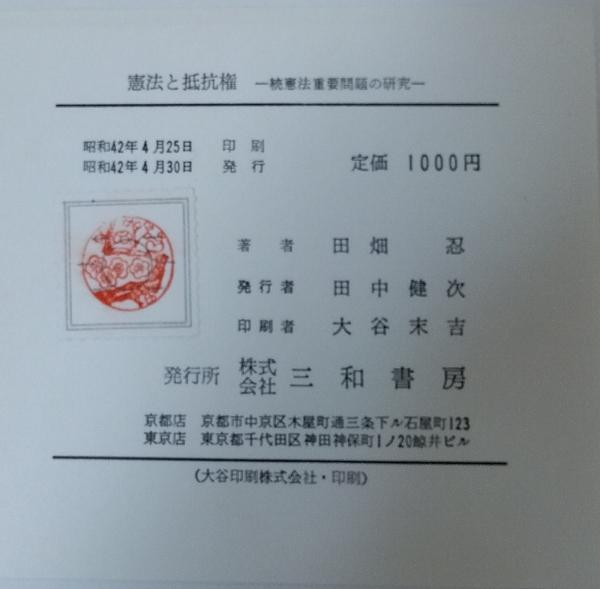 憲法と抵抗権 ―続憲法重要問題の研究―
昭和42年4月25日 印刷
昭和42年4月30日 発行
定価 1000円
著者 田畑 忍
発行者 田中健次
印刷者 大谷末吉
発行所 株式会社 三和書房
京都店 京都市中京区木屋町通三条下ル石屋町123
東京店 東京都千代田区神田神保町1ノ20鯨井ビル
(大谷印刷株式会社・印刷)